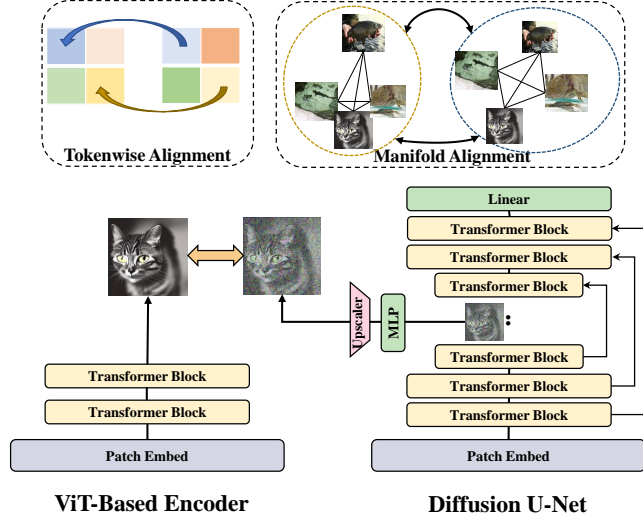 Tokenwise Alignment
Manifold Alignment
Linear
Transformer Block
Transformer Block
Transformer Block
Upscaler
MLP
Transformer Block
Transformer Block
Transformer Block
Patch Embed
Diffusion U-Net
Transformer Block
Transformer Block
Patch Embed
ViT-Based Encoder